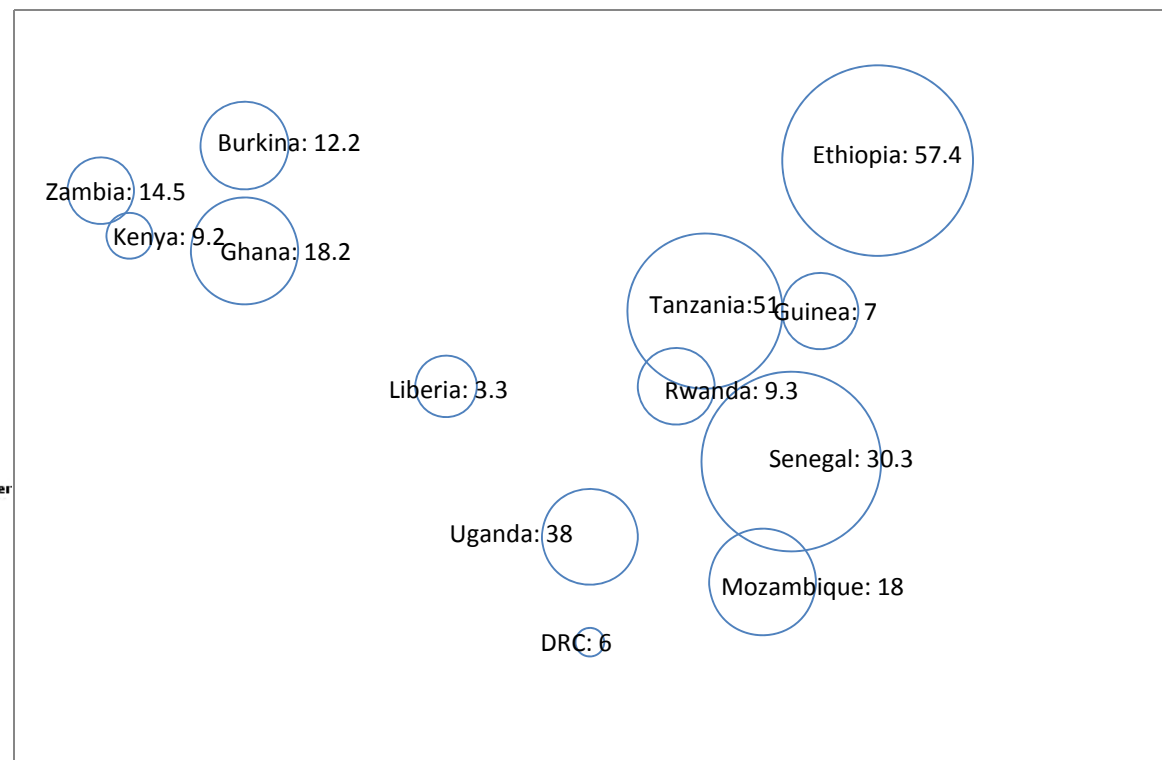 Burkina: 12.2
Ethiopia: 57.4
Zambia: 14.5
Kenya: 9.2
Ghana: 18.2
Tanzania:51
Guinea: 7
Liberia: 3.3
Rwanda: 9.3
Senegal: 30.3
er
Uganda: 38
Mozambique: 18
DRC: 6